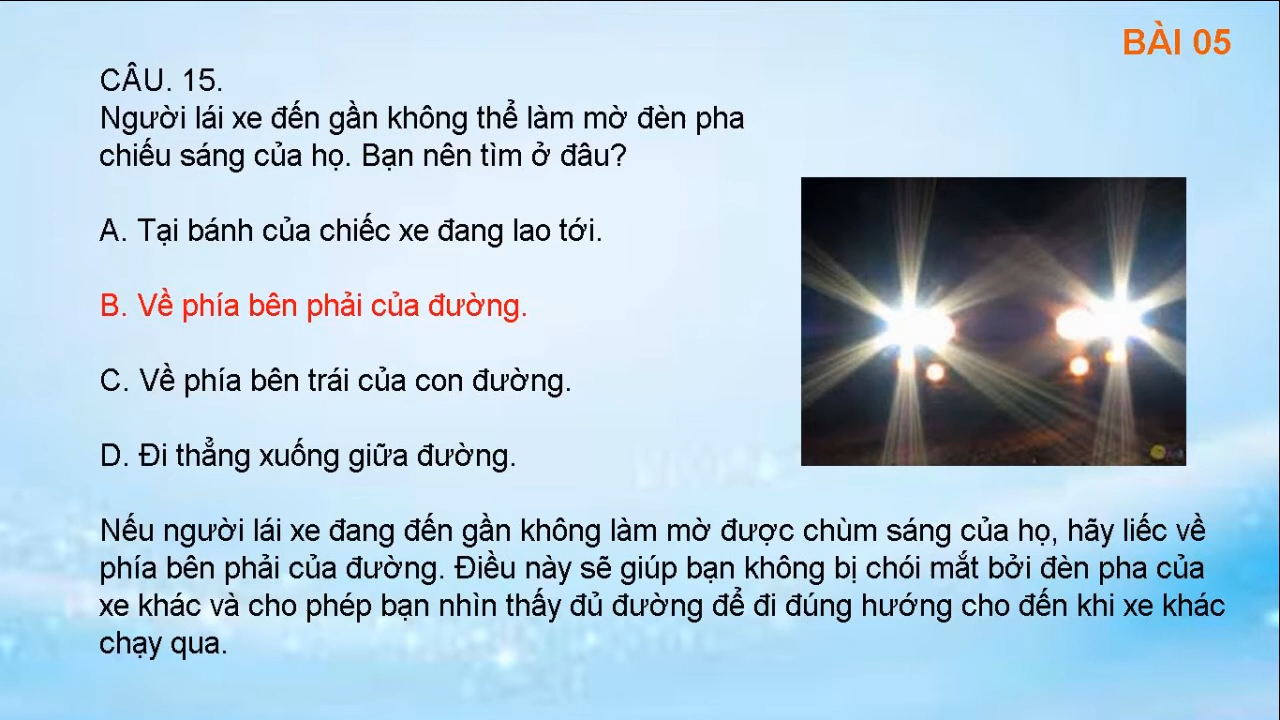 BÀI 05
CÂU. 15.
Người lái xe đến gần không thể làm mờ đèn pha
chiếu sáng của họ. Bạn nên tìm ở đâu?
A. Tại bánh của chiếc xe đang lao tới.
B. Về phía bên phải của đường.
C. Về phía bên trái của con đường.
D. Đi thẳng xuống giữa đường.
Nếu người lái xe đang đến gần không làm mờ được chùm sáng của họ, hãy liếc về
phía bên phải của đường. Điều này sẽ giúp bạn không bị chói mắt bởi đèn pha của
xe khác và cho phép bạn nhìn thấy đủ đường để đi đúng hướng cho đến khi xe khác
chạy qua.